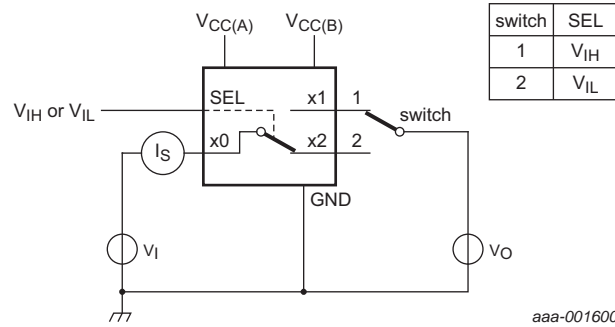 VCC(A) VCC(B)
switch SEL
1 VIH
2 VIL
VIH or VIL
SEL x1 1 switch
IS x0 x2 2
GND
VI VO
aaa-001600